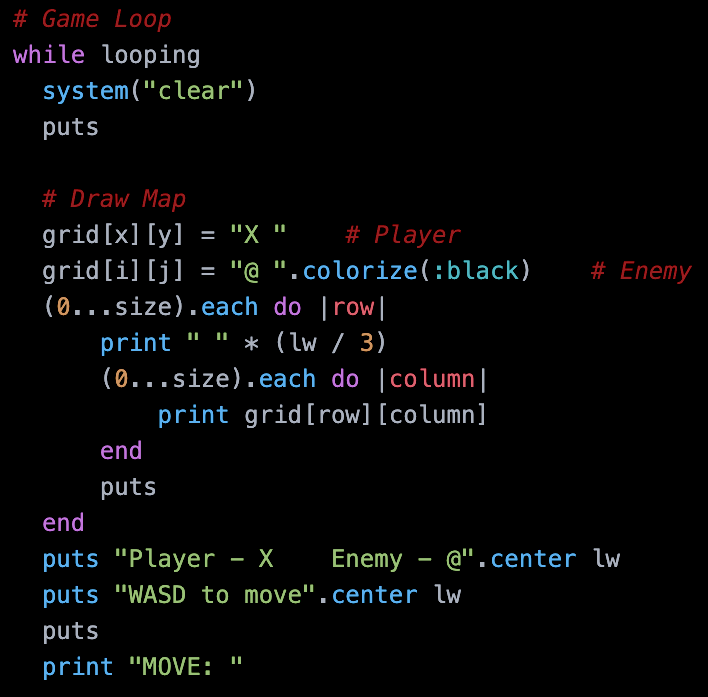 # Game Loop
while looping
  system("clear")
  puts

  # Draw Map
  grid[x][y] = "X "    # Player
  grid[i][j] = "@ ".colorize(:black)    # Enemy
  (0...size).each do |row|
      print " " * (lw / 3)
      (0...size).each do |column|
          print grid[row][column]
      end
      puts
  end
  puts "Player - X    Enemy - @".center lw
  puts "WASD to move".center lw
  puts
  print "MOVE: "